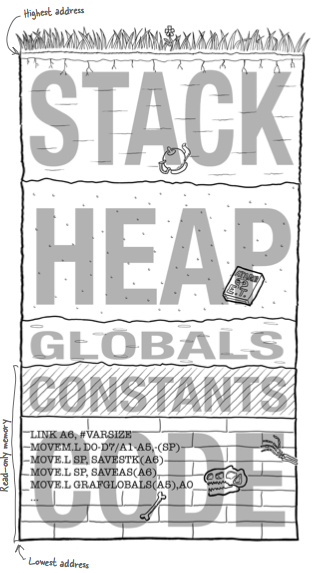 Highest address
STACK
HEAP
GLOBALS
CONSTANTS
CODE
LINK A6, #VARSIZE
MOVEM.L D0-D7/A1-A5,-(SP)
MOVE.L SP, SAVESTK(A6)
MOVE.L SP, SAVEAS(A6)
MOVE.L GRAFGLOBALS(A5),A0
...
Read-only memory
Lowest address